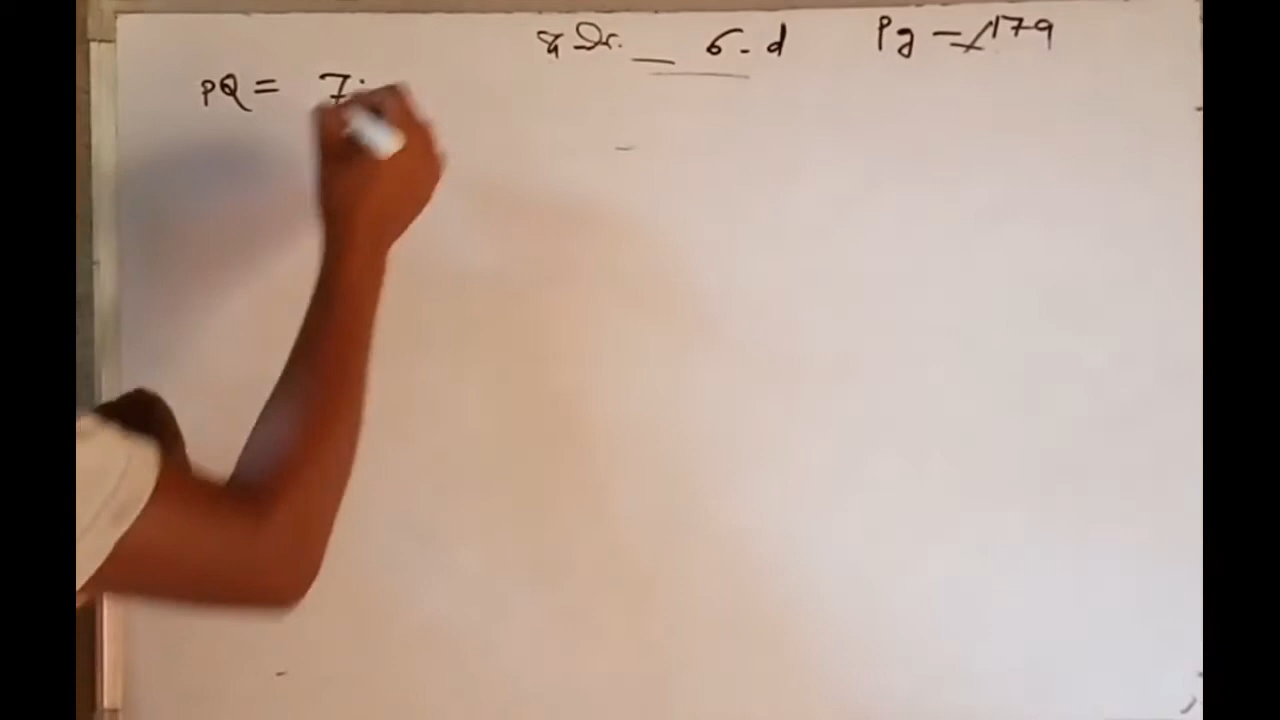 6.d Pg - 179
PQ = 7.